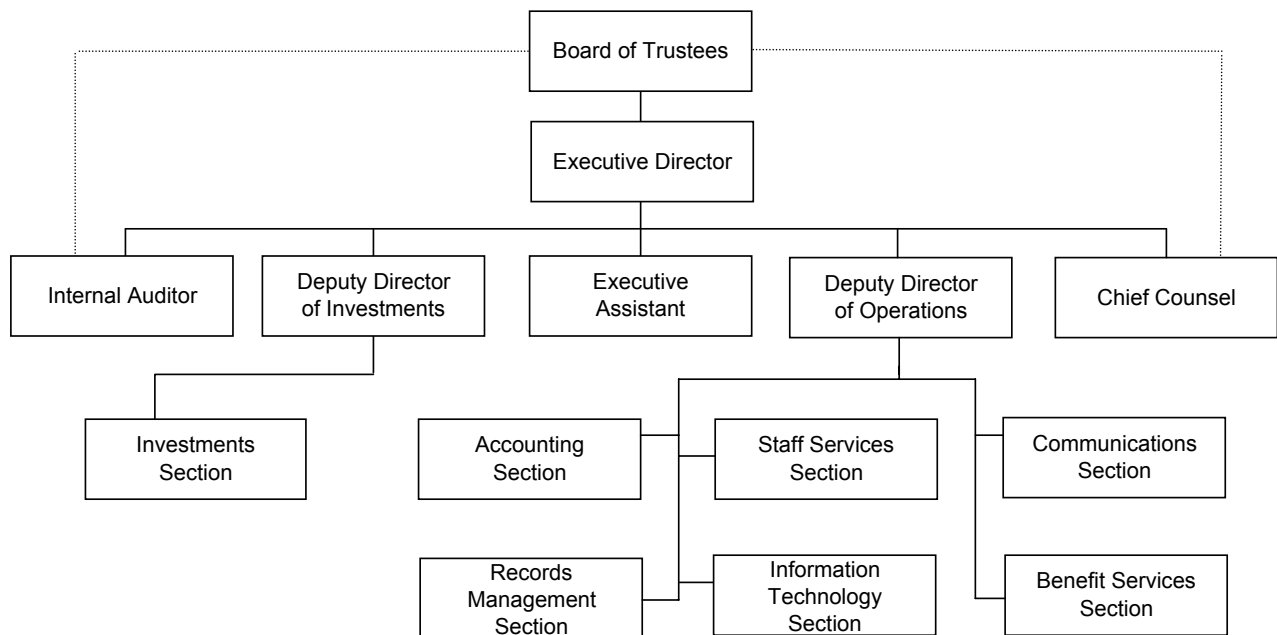 Board of Trustees
Executive Director
Internal Auditor
Deputy Director
of Investments
Executive
Assistant
Deputy Director
of Operations
Chief Counsel
Investments
Section
Accounting
Section
Staff Services
Section
Communications
Section
Records
Management
Section
Information
Technology
Section
Benefit Services
Section